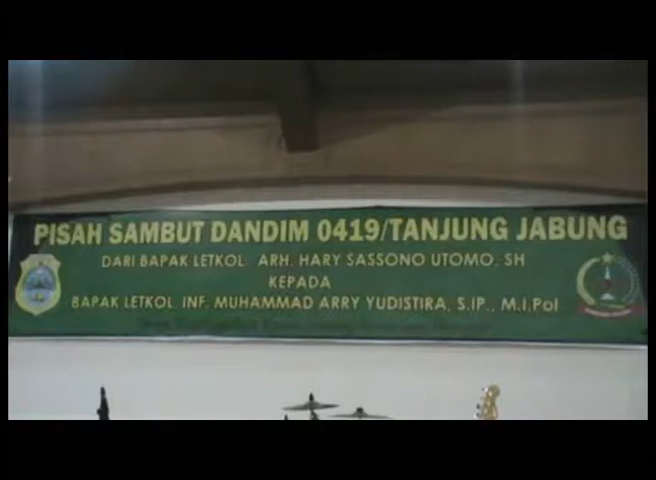 PISAH SAMBUT DANDIM 0419/TANJUNG JABUNG
DARI BAPAK LETKOL ARH. HARY SASSONO UTOMO. SH
KEPADA
BAPAK LETKOL INF. MUHAMMAD ARRY YUDISTIRA, S.IP., M.I.Pol